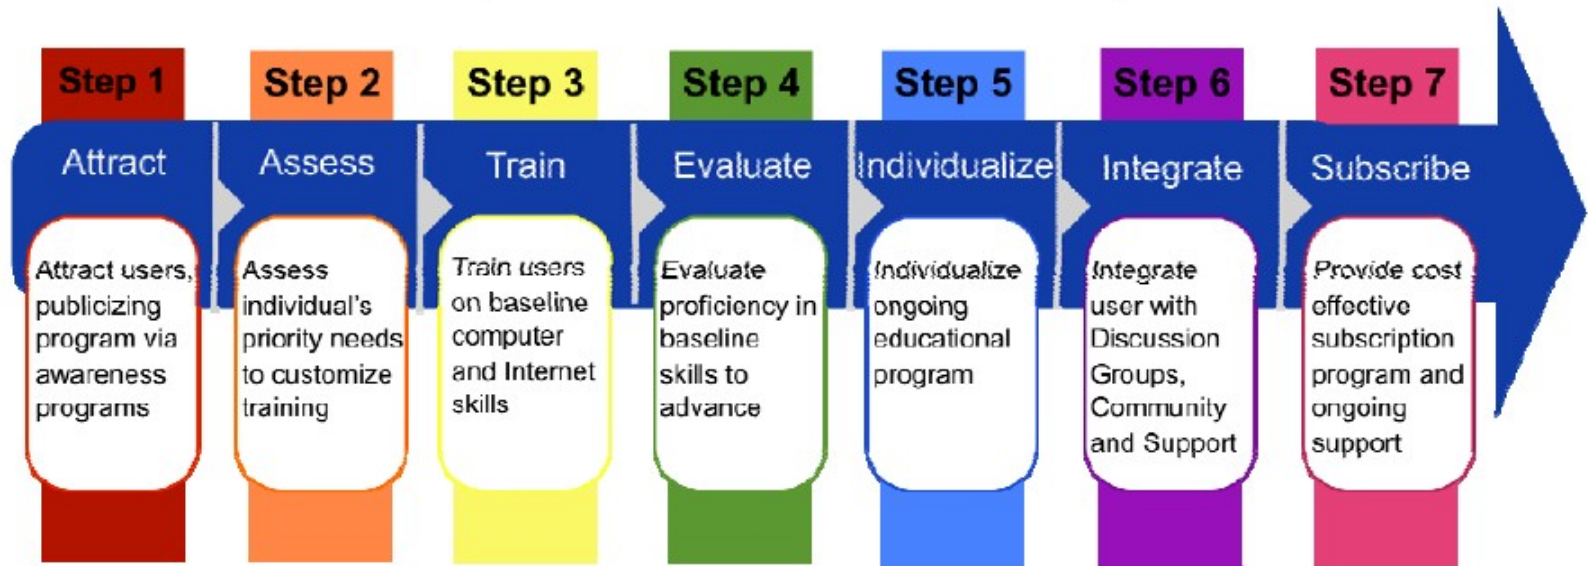 Step 1
Step 2
Step 3
Step 4
Step 5
Step 6
Step 7
Attract
Assess
Train
Evaluate
Individualize
Integrate
Subscribe
Attract users,
publicizing
program via
awareness
programs
Assess
individual's
priority needs
to customize
training
Train users
on baseline
computer
and Internet
skills
Evaluate
proficiency in
baseline
skills to
advance
Individualize
ongoing
educational
program
Integrate
user with
Discussion
Groups,
Community
and Support
Provide cost
effective
subscription
program and
ongoing
support